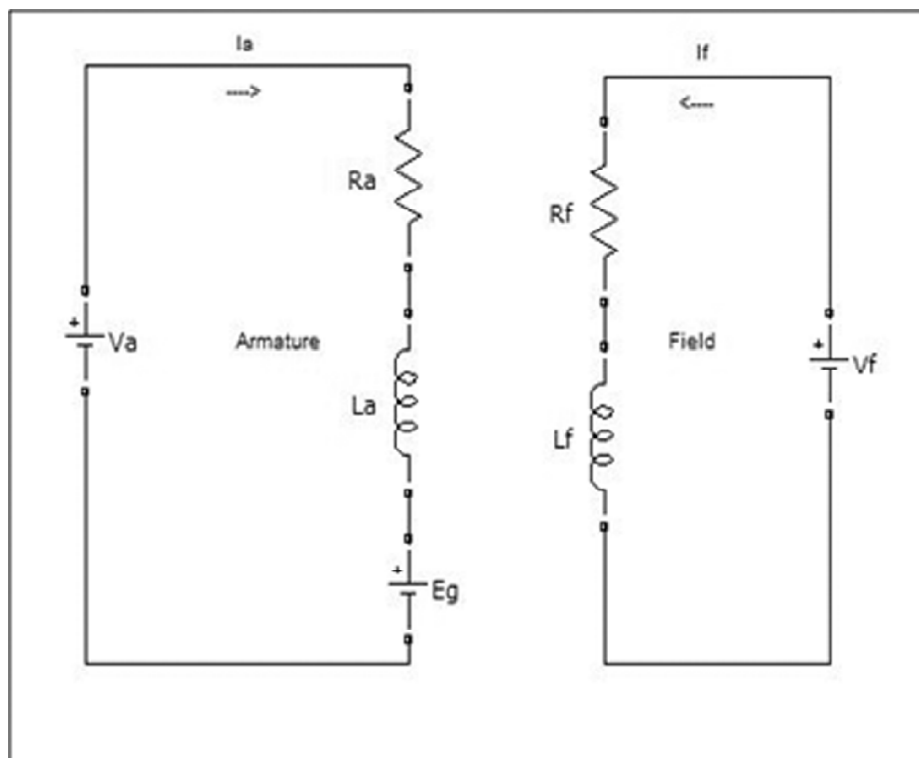 Ia
---->
Ra
+
Va
Armature
La
+
Eg
If
<----
Rf
Field
+
Vf
Lf